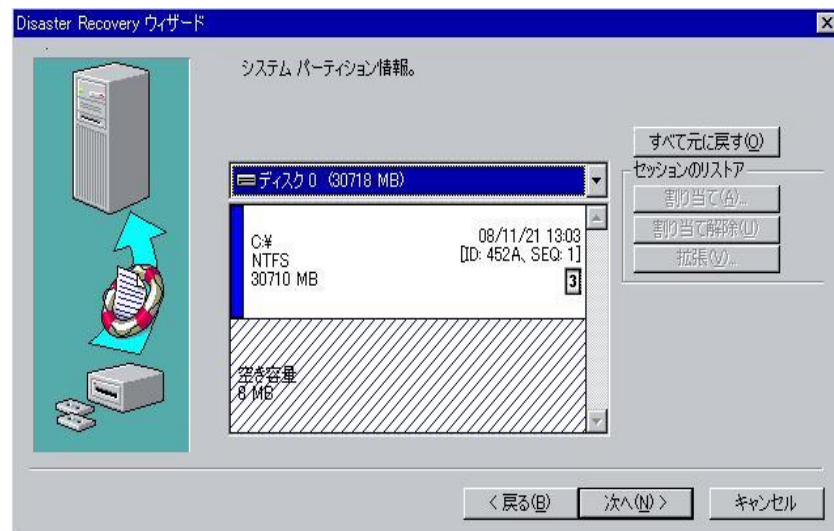 Disaster Recovery ウィザード
システム パーティション情報。
すべて元に戻す(O)
ディスク 0 (30718 MB)
セッションのリストア
割り当て(A)...
割り当て解除(U)
拡張(V)...
C:¥
NTFS
30710 MB
08/11/21 13:03
[ID: 452A、SEQ: 1]
3
空き容量
8 MB
< 戻る(B)
次へ(N) >
キャンセル